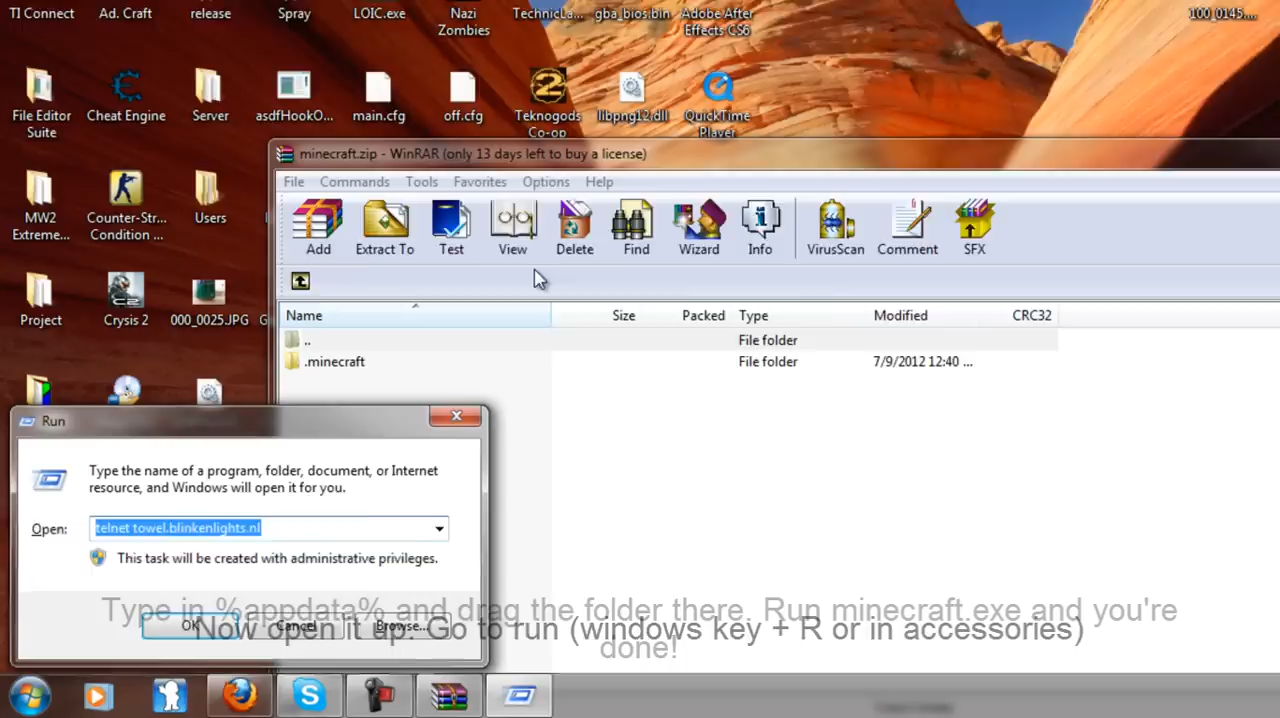 TI Connect
Ad. Craft
release
Spray
LOIC.exe
Nazi
Zombies
TechnicLa...
gba_bios.bin
Adobe After
Effects CS6
100_0145....
File Editor
Suite
Cheat Engine
Server
asdfHookO...
main.cfg
off.cfg
Teknogods
Co-op
libpng12.dll
QuickTime
Player
minecraft.zip - WinRAR (only 13 days left to buy a license)
File Commands Tools Favorites Options Help
MW2
Extreme...
Counter-Str...
Condition ...
Users
Add Extract To Test View Delete Find Wizard Info VirusScan Comment SFX
Project
Crysis 2
000_0025.JPG
G
Name Size Packed Type Modified CRC32
.. File folder
.minecraft File folder 7/9/2012 12:40 ...
Run
Type the name of a program, folder, document, or Internet
resource, and Windows will open it for you.
Open: telnet towel.blinkenlights.nl
This task will be created with administrative privileges.
OK Cancel Browse...
Type in %appdata% and drag the folder there. Run minecraft.exe and you're
done!
Now open it up. Go to run (windows key + R or in accessories)